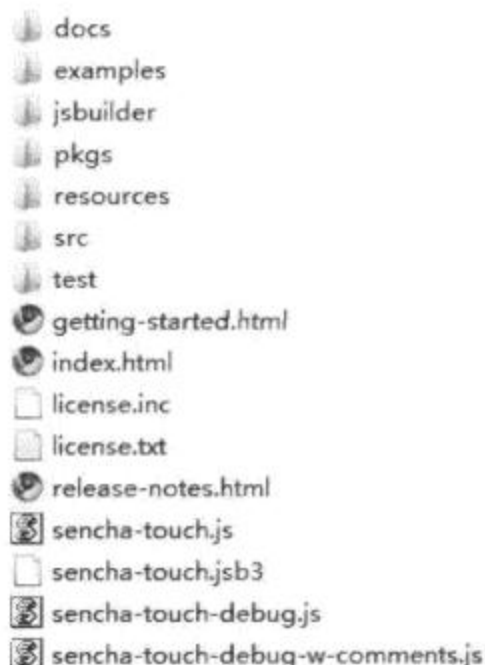 docs
examples
jsbuilder
pkgs
resources
src
test
getting-started.html
index.html
license.inc
license.txt
release-notes.html
sencha-touch.js
sencha-touch.jsb3
sencha-touch-debug.js
sencha-touch-debug-w-comments.js